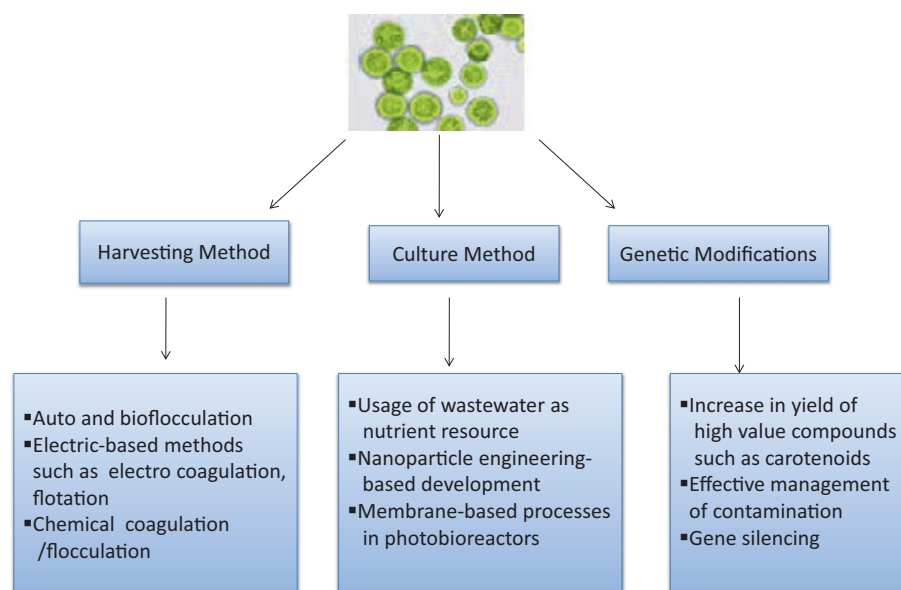 Harvesting Method
Culture Method
Genetic Modifications
▪Auto and bioflocculation
▪Electric-based methods
such as electro coagulation,
flotation
▪Chemical coagulation
/flocculation
▪Usage of wastewater as
nutrient resource
▪Nanoparticle engineering-
based development
▪Membrane-based processes
in photobioreactors
▪Increase in yield of
high value compounds
such as carotenoids
▪Effective management
of contamination
▪Gene silencing